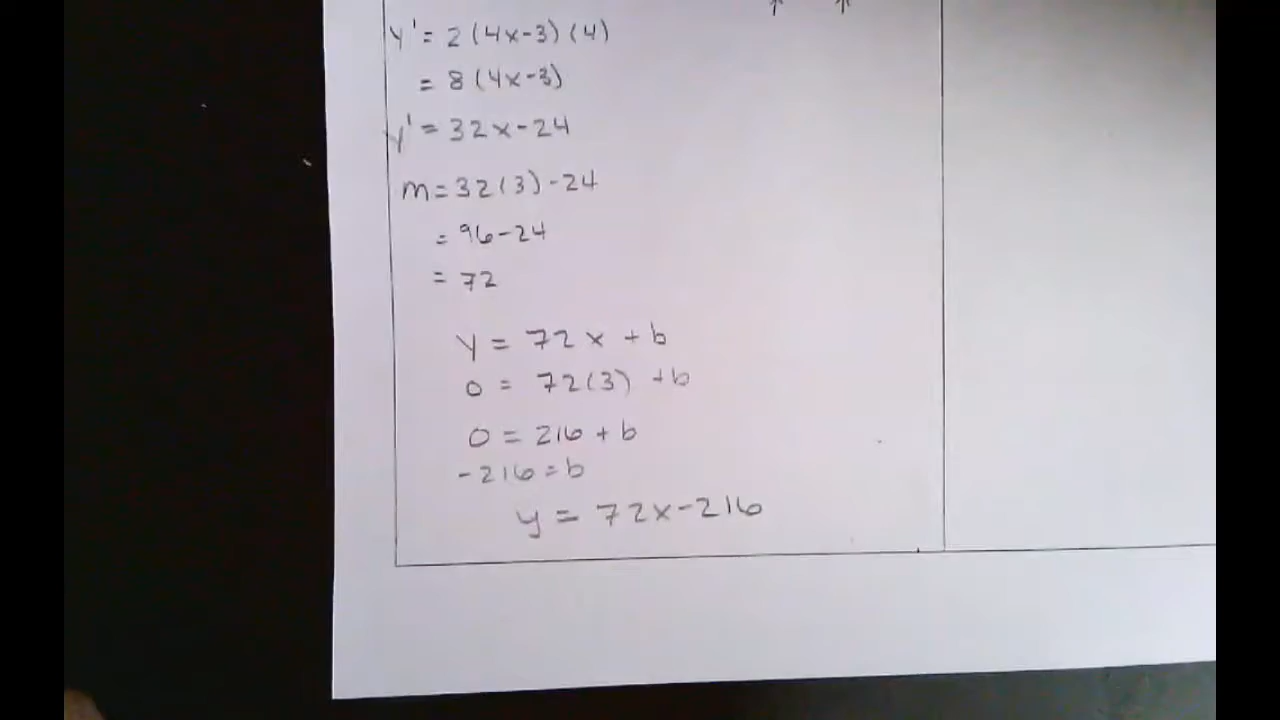 y' = 2(4x-3)(4)
= 8(4x-3)
y' = 32x-24
m = 32(3)-24
= 96-24
= 72
y = 72x + b
0 = 72(3) + b
0 = 216 + b
-216 = b
y = 72x-216